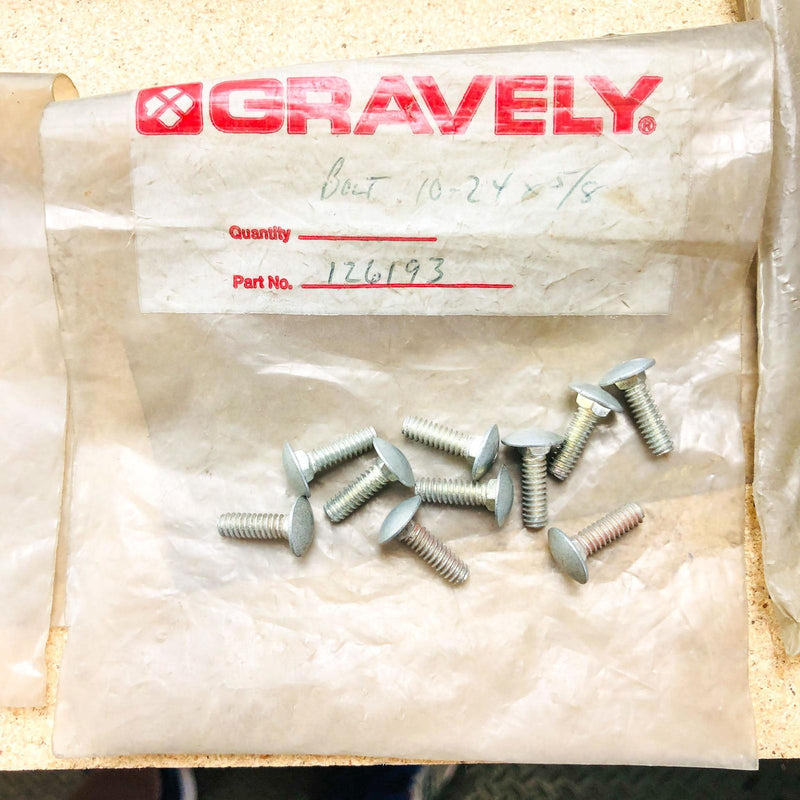 GRAVELY®
Bolt 10-24 x 5/8
Quantity
Part No. 126193